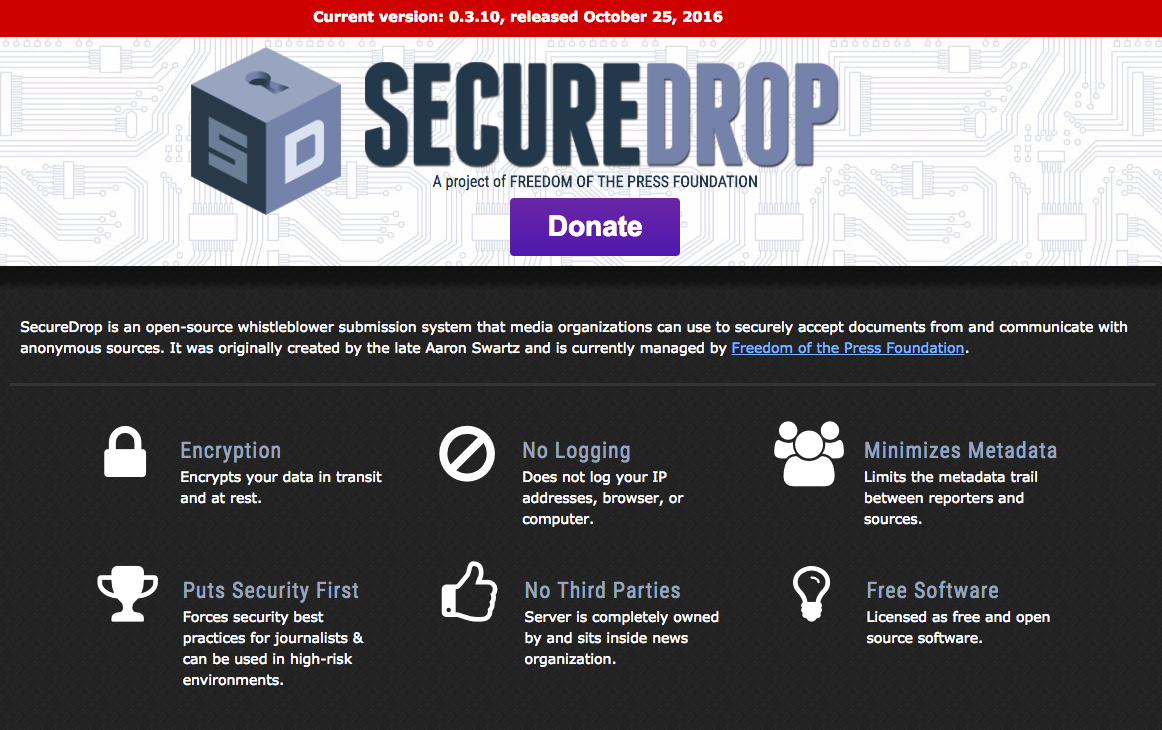 Current version: 0.3.10, released October 25, 2016
S D
SECUREDROP
A project of FREEDOM OF THE PRESS FOUNDATION
Donate
SecureDrop is an open-source whistleblower submission system that media organizations can use to securely accept documents from and communicate with
anonymous sources. It was originally created by the late Aaron Swartz and is currently managed by Freedom of the Press Foundation.
Encryption
Encrypts your data in transit
and at rest.
No Logging
Does not log your IP
addresses, browser, or
computer.
Minimizes Metadata
Limits the metadata trail
between reporters and
sources.
Puts Security First
Forces security best
practices for journalists &
can be used in high-risk
environments.
No Third Parties
Server is completely owned
by and sits inside news
organization.
Free Software
Licensed as free and open
source software.